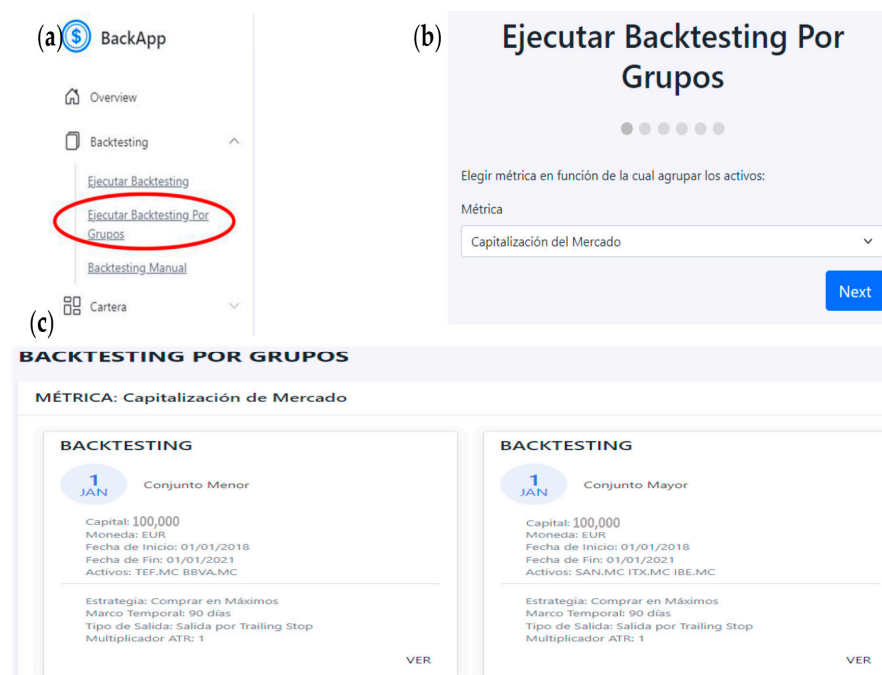 (a)
BackApp
Overview
Backtesting
Ejecutar Backtesting
Ejecutar Backtesting Por
Grupos
Backtesting Manual
Cartera
(b)
Ejecutar Backtesting Por
Grupos
Elegir métrica en función de la cual agrupar los activos:
Métrica
Capitalización del Mercado
Next
(c)
BACKTESTING POR GRUPOS
MÉTRICA: Capitalización de Mercado
BACKTESTING
1
JAN
Conjunto Menor
Capital: 100,000
Moneda: EUR
Fecha de Inicio: 01/01/2018
Fecha de Fin: 01/01/2021
Activos: TEF.MC BBVA.MC
Estrategia: Comprar en Máximos
Marco Temporal: 90 días
Tipo de Salida: Salida por Trailing Stop
Multiplicador ATR: 1
VER
BACKTESTING
1
JAN
Conjunto Mayor
Capital: 100,000
Moneda: EUR
Fecha de Inicio: 01/01/2018
Fecha de Fin: 01/01/2021
Activos: SAN.MC ITX.MC IBE.MC
Estrategia: Comprar en Máximos
Marco Temporal: 90 días
Tipo de Salida: Salida por Trailing Stop
Multiplicador ATR: 1
VER